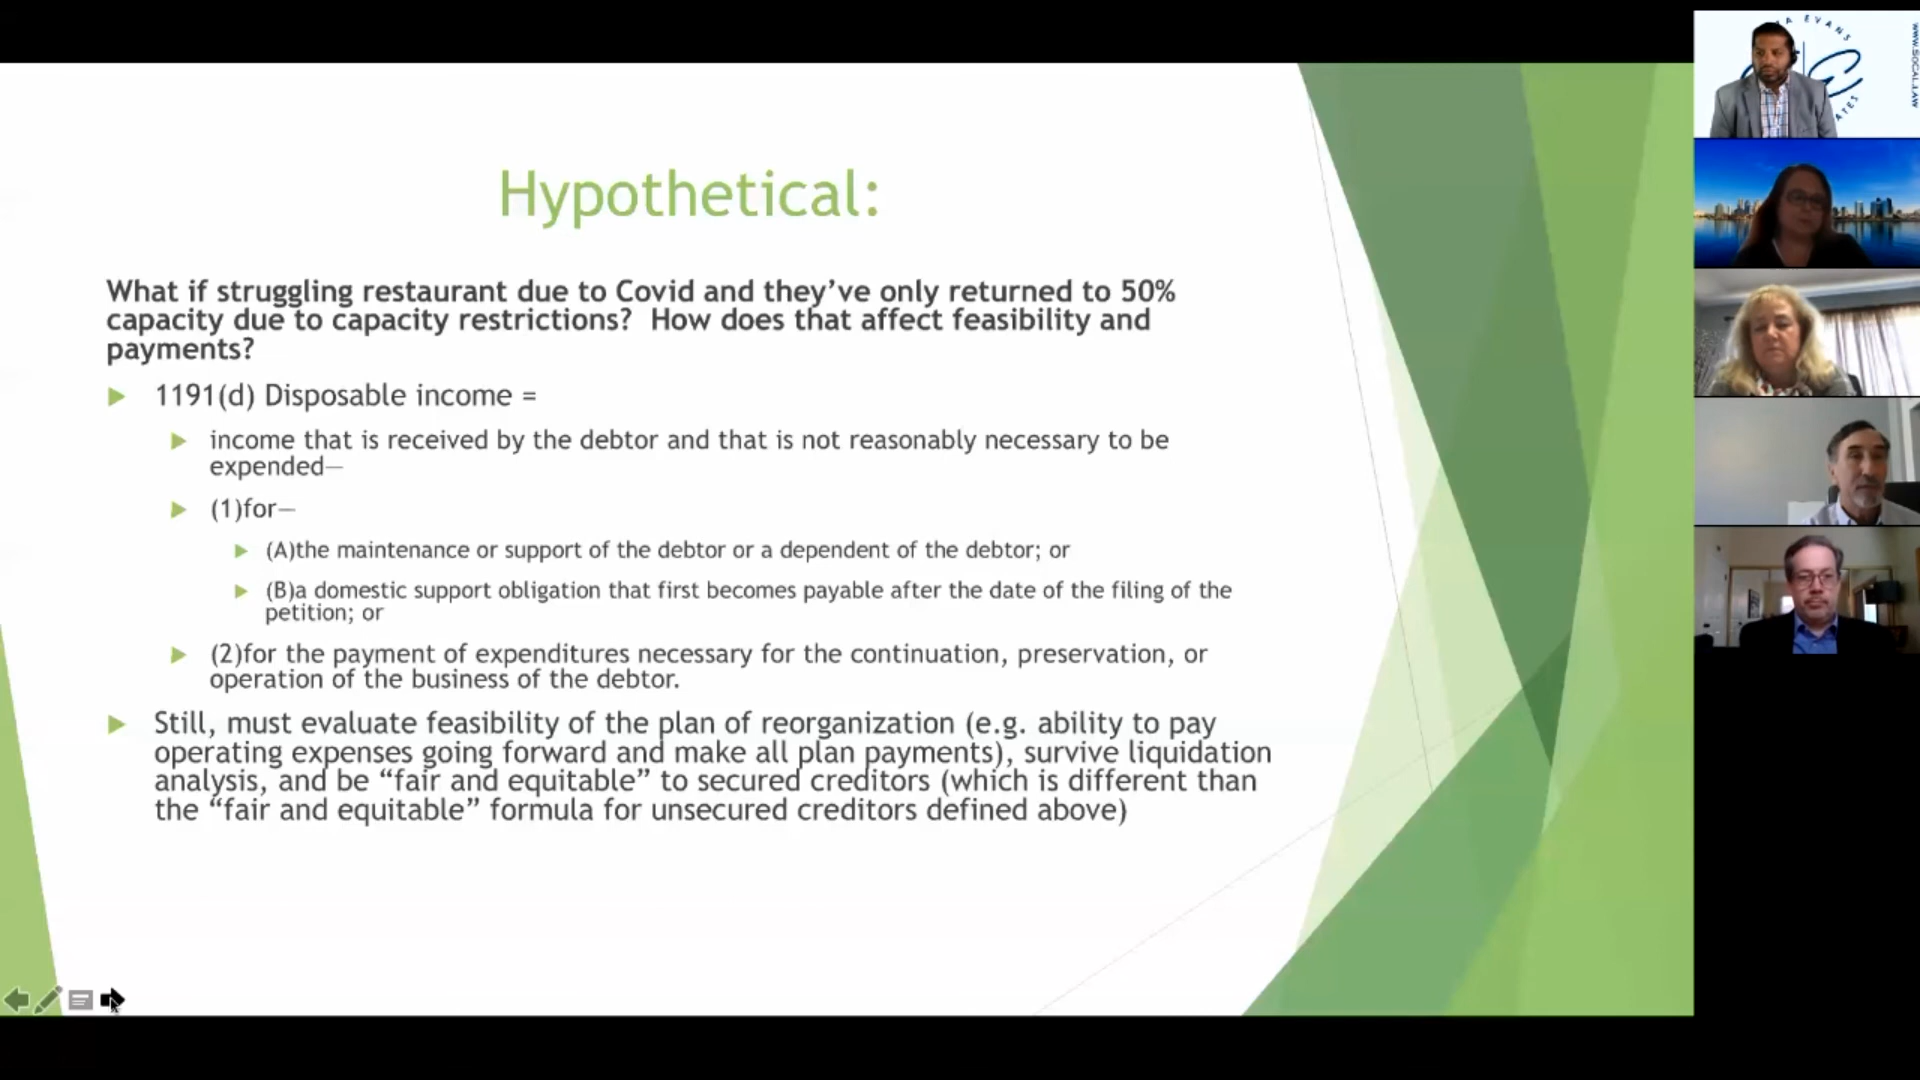 Hypothetical:
What if struggling restaurant due to Covid and they’ve only returned to 50%
capacity due to capacity restrictions?  How does that affect feasibility and
payments?
1191(d) Disposable income =
income that is received by the debtor and that is not reasonably necessary to be
expended—
(1)for—
(A)the maintenance or support of the debtor or a dependent of the debtor; or
(B)a domestic support obligation that first becomes payable after the date of the filing of the
petition; or
(2)for the payment of expenditures necessary for the continuation, preservation, or
operation of the business of the debtor.
Still, must evaluate feasibility of the plan of reorganization (e.g. ability to pay
operating expenses going forward and make all plan payments), survive liquidation
analysis, and be “fair and equitable” to secured creditors (which is different than
the “fair and equitable” formula for unsecured creditors defined above)
EVANS
WWW.SOCAL.LAW